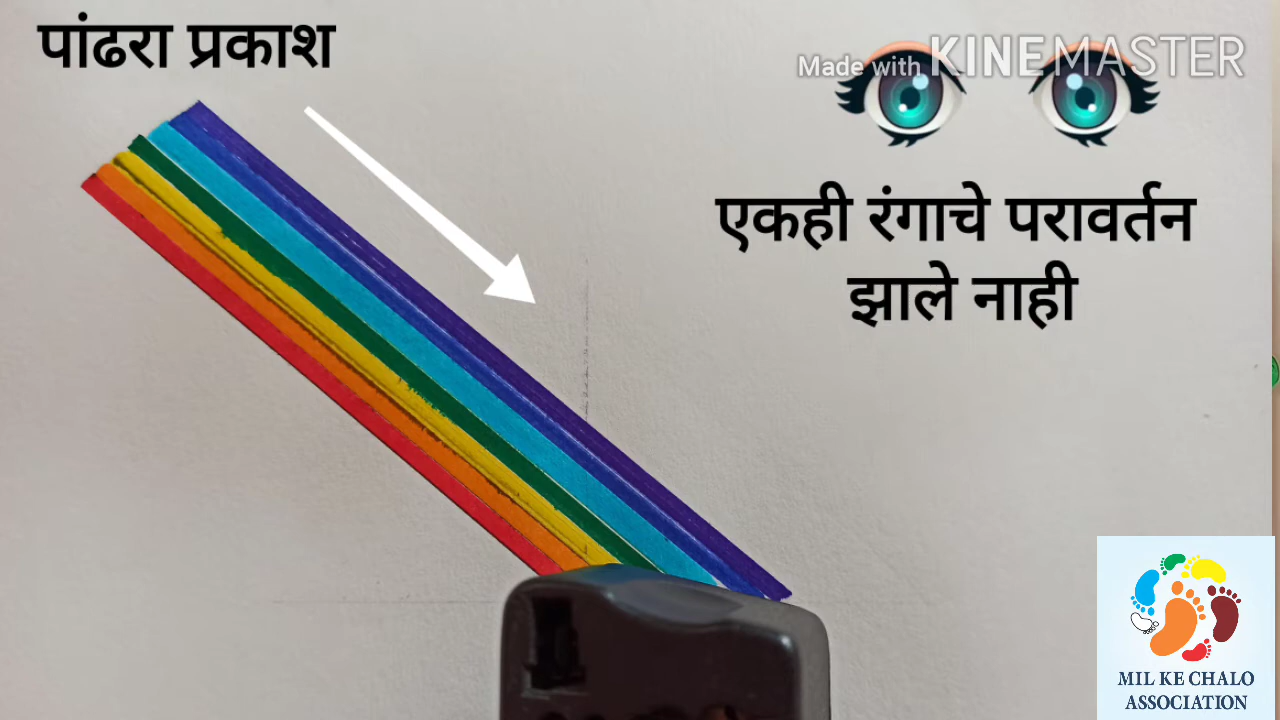 पांढरा प्रकाश
Made with KINEMASTER
एकही रंगाचे परावर्तन
झाले नाही
MIL KE CHALO
ASSOCIATION